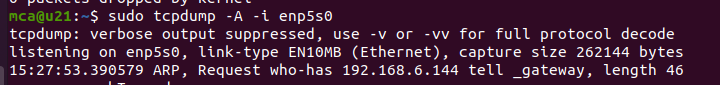 mca@u21:~$ sudo tcpdump -A -i enp5s0
tcpdump: verbose output suppressed, use -v or -vv for full protocol decode
listening on enp5s0, link-type EN10MB (Ethernet), capture size 262144 bytes
15:27:53.390579 ARP, Request who-has 192.168.6.144 tell _gateway, length 46